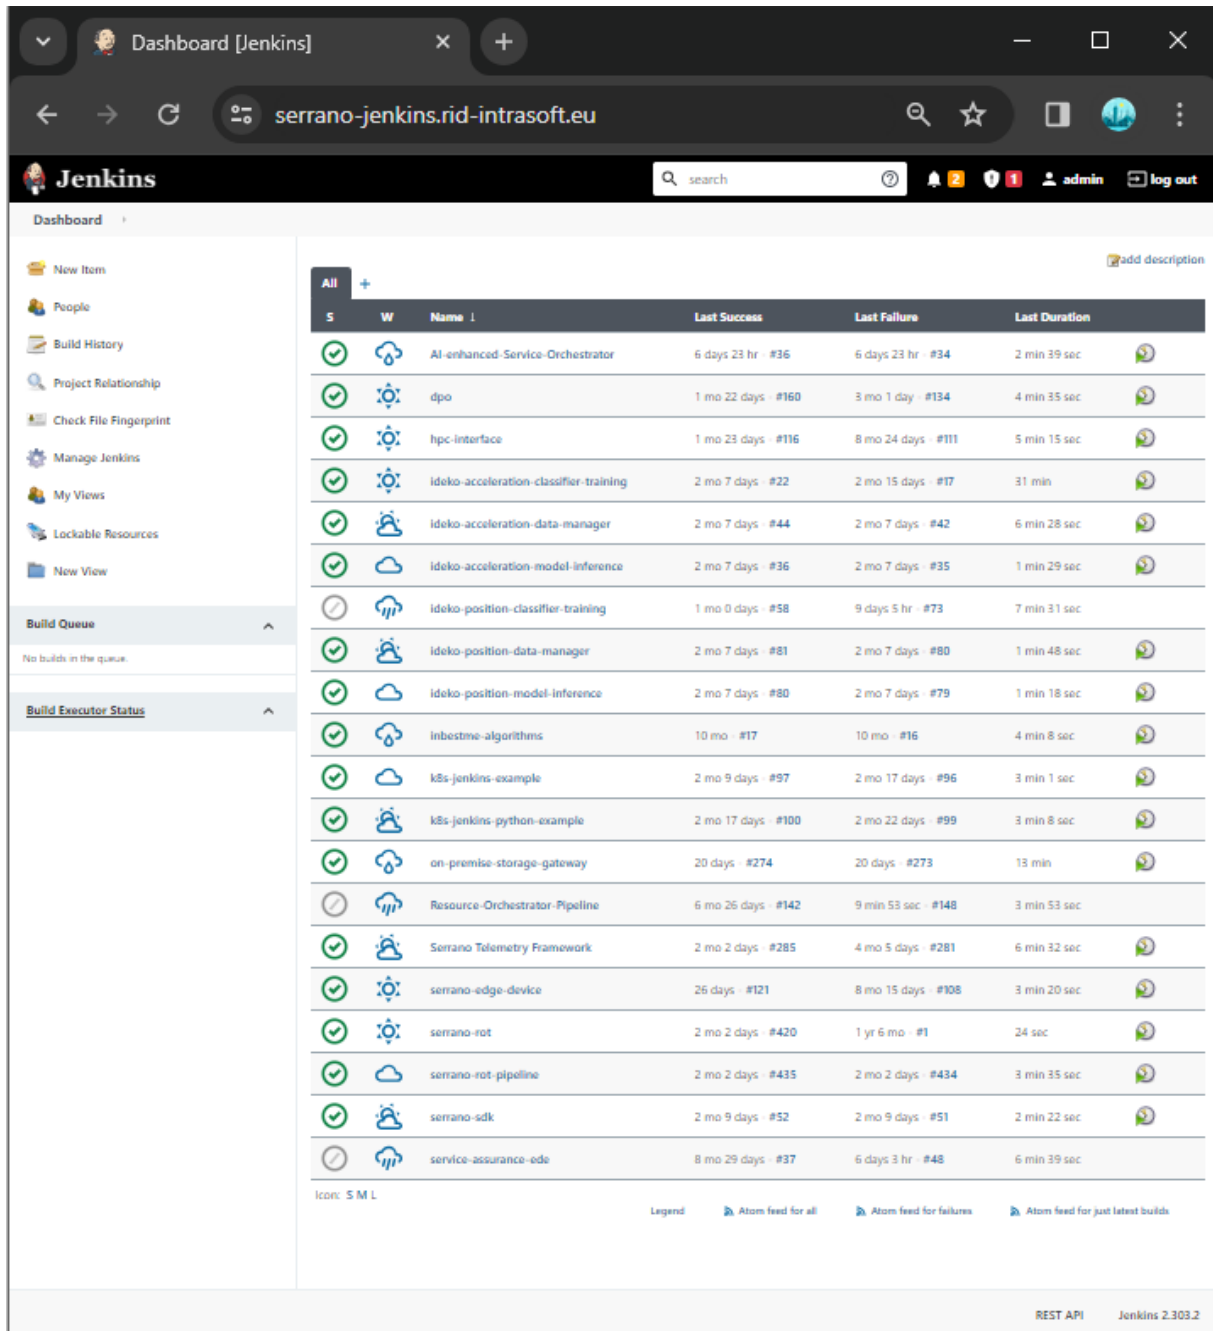 Dashboard [Jenkins]
serrano-jenkins.rid-intrasoft.eu
Jenkins
search
2
1
admin
log out
Dashboard
New Item
People
Build History
Project Relationship
Check File Fingerprint
Manage Jenkins
My Views
Lockable Resources
New View
Build Queue
No builds in the queue.
Build Executor Status
add description
All +
S W Name ↓ Last Success Last Failure Last Duration
AI-enhanced-Service-Orchestrator 6 days 23 hr - #36 6 days 23 hr - #34 2 min 39 sec
dpo 1 mo 22 days - #160 3 mo 1 day - #134 4 min 35 sec
hpc-interface 1 mo 23 days - #116 8 mo 24 days - #111 5 min 15 sec
ideko-acceleration-classifier-training 2 mo 7 days - #22 2 mo 15 days - #17 31 min
ideko-acceleration-data-manager 2 mo 7 days - #44 2 mo 7 days - #42 6 min 28 sec
ideko-acceleration-model-inference 2 mo 7 days - #36 2 mo 7 days - #35 1 min 29 sec
ideko-position-classifier-training 1 mo 0 days - #58 9 days 5 hr - #73 7 min 31 sec
ideko-position-data-manager 2 mo 7 days - #81 2 mo 7 days - #80 1 min 48 sec
ideko-position-model-inference 2 mo 7 days - #80 2 mo 7 days - #79 1 min 18 sec
inbestme-algorithms 10 mo - #17 10 mo - #16 4 min 8 sec
k8s-jenkins-example 2 mo 9 days - #97 2 mo 17 days - #96 3 min 1 sec
k8s-jenkins-python-example 2 mo 17 days - #100 2 mo 22 days - #99 3 min 8 sec
on-premise-storage-gateway 20 days - #274 20 days - #273 13 min
Resource-Orchestrator-Pipeline 6 mo 26 days - #142 9 min 53 sec - #148 3 min 53 sec
Serrano Telemetry Framework 2 mo 2 days - #285 4 mo 5 days - #281 6 min 32 sec
serrano-edge-device 26 days - #121 8 mo 15 days - #108 3 min 20 sec
serrano-rot 2 mo 2 days - #420 1 yr 6 mo - #1 24 sec
serrano-rot-pipeline 2 mo 2 days - #435 2 mo 2 days - #434 3 min 35 sec
serrano-sdk 2 mo 9 days - #52 2 mo 9 days - #51 2 min 22 sec
service-assurance-ede 8 mo 29 days - #37 6 days 3 hr - #48 6 min 39 sec
Icon: S M L
Legend Atom feed for all Atom feed for failures Atom feed for just latest builds
REST API Jenkins 2.303.2